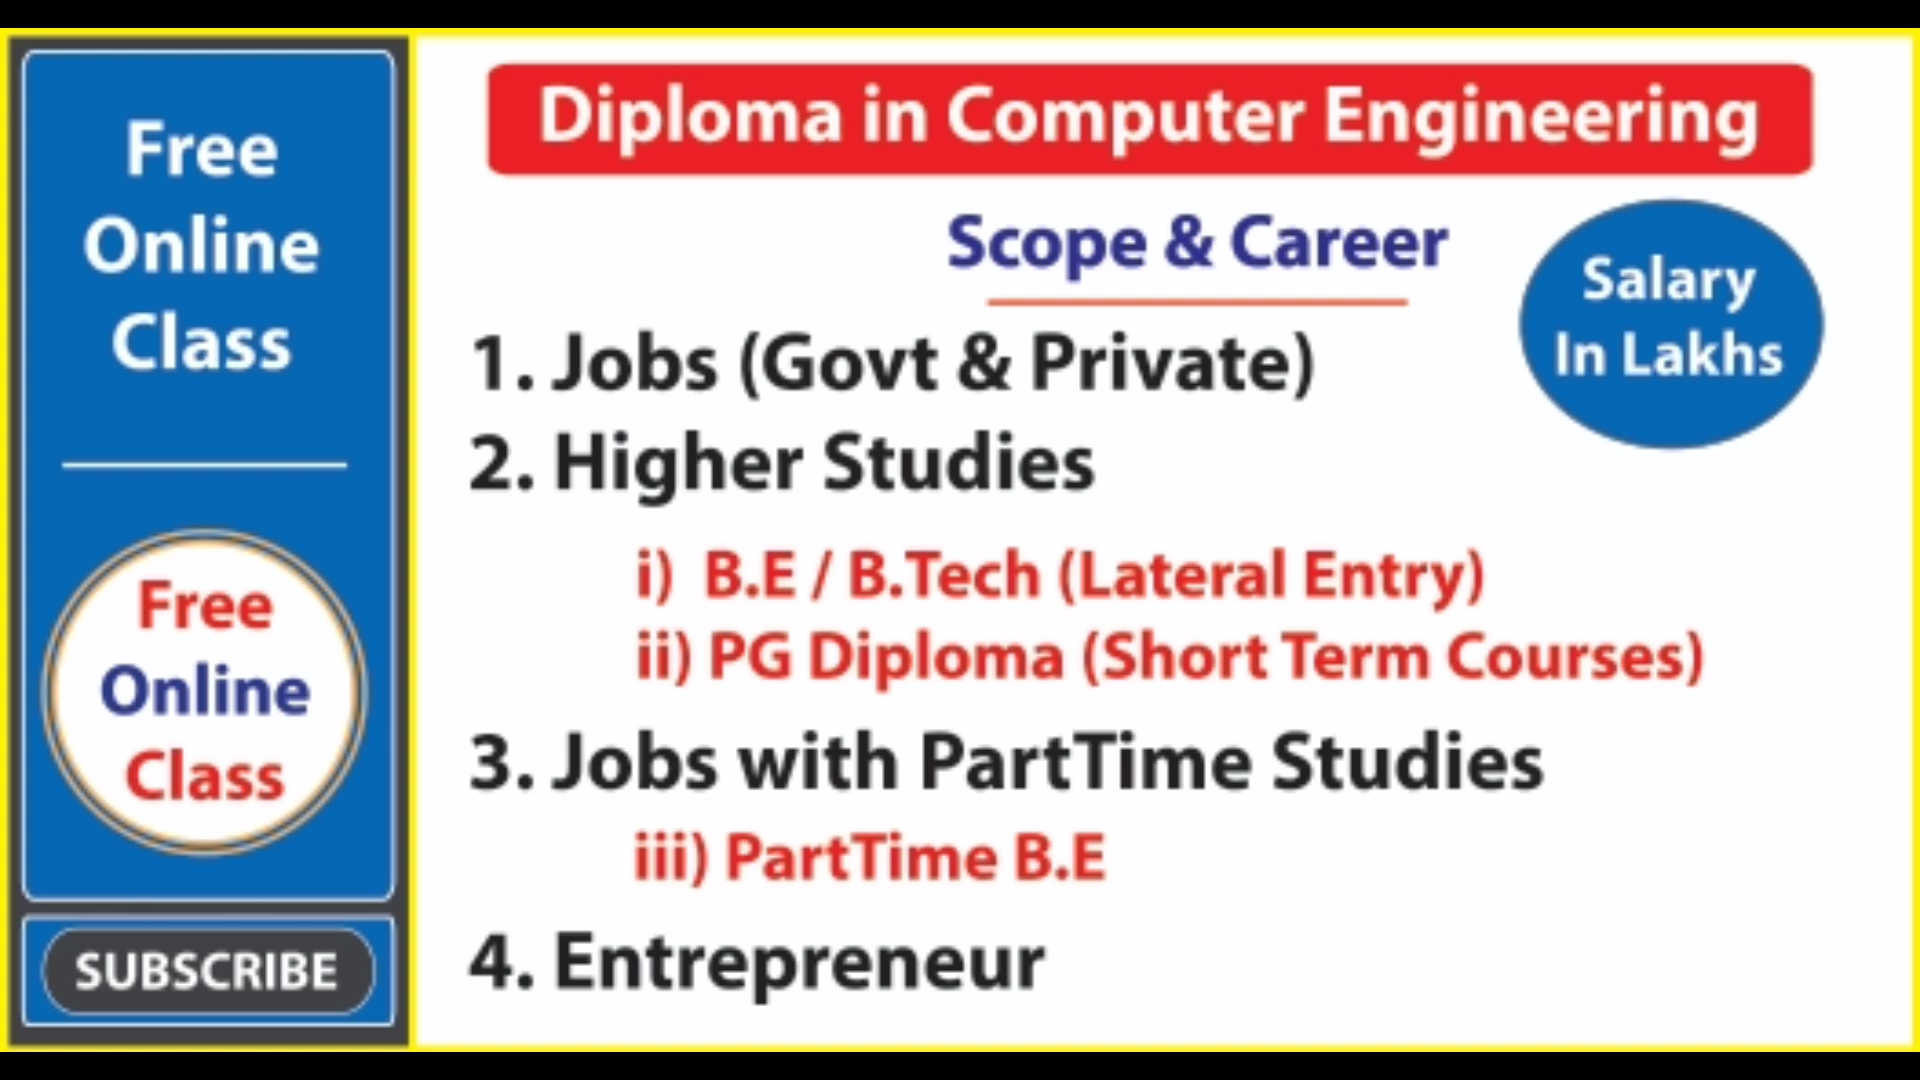 Free
Online
Class
Free
Online
Class
SUBSCRIBE
Diploma in Computer Engineering
Scope & Career
Salary
In Lakhs
1. Jobs (Govt & Private)
2. Higher Studies
i) B.E / B.Tech (Lateral Entry)
ii) PG Diploma (Short Term Courses)
3. Jobs with PartTime Studies
iii) PartTime B.E
4. Entrepreneur